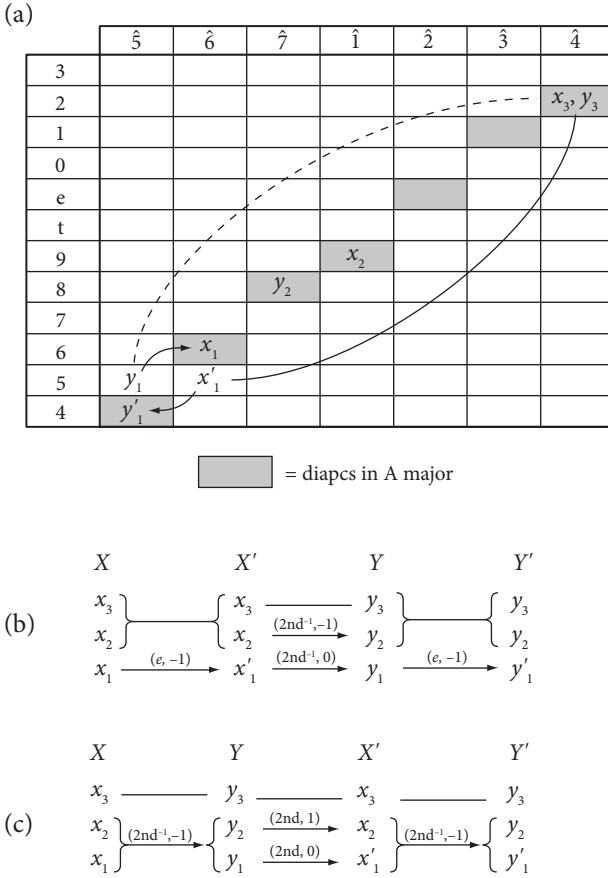 (a)
5̂ 6̂ 7̂ 1̂ 2̂ 3̂ 4̂
3
2 x₃, y₃
1
0
e
t
9 x₂
8 y₂
7
6 x₁
5 y₁ x′₁
4 y′₁
= diapcs in A major
(b)
X X′ Y Y′
x₃ x₃ y₃ y₃
x₂ x₂ (2nd⁻¹,−1) y₂ y₂
x₁ (e, −1) x′₁ (2nd⁻¹, 0) y₁ (e, −1) y′₁
(c)
X Y X′ Y′
x₃ y₃ x₃ y₃
x₂ (2nd⁻¹,−1) y₂ (2nd, 1) x₂ (2nd⁻¹,−1) y₂
x₁ y₁ (2nd, 0) x′₁ y′₁